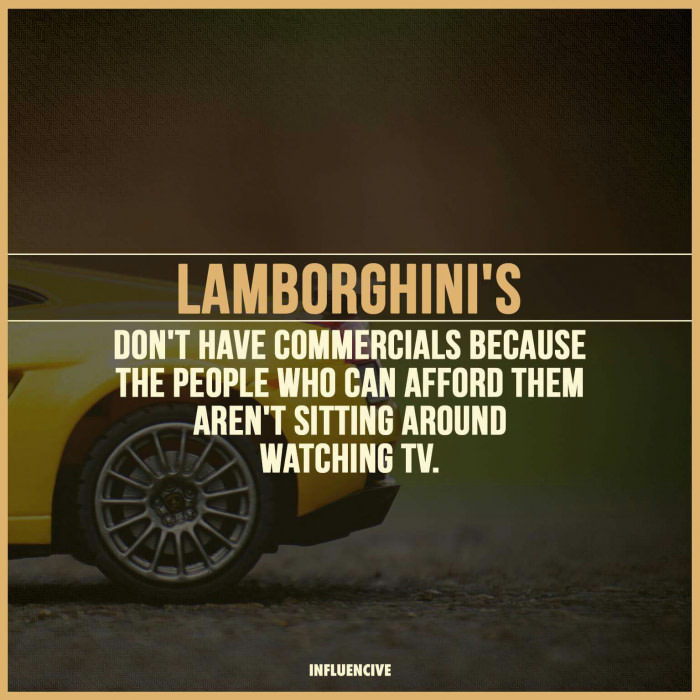 LAMBORGHINI'S
DON'T HAVE COMMERCIALS BECAUSE
THE PEOPLE WHO CAN AFFORD THEM
AREN'T SITTING AROUND
WATCHING TV.
INFLUENCIVE